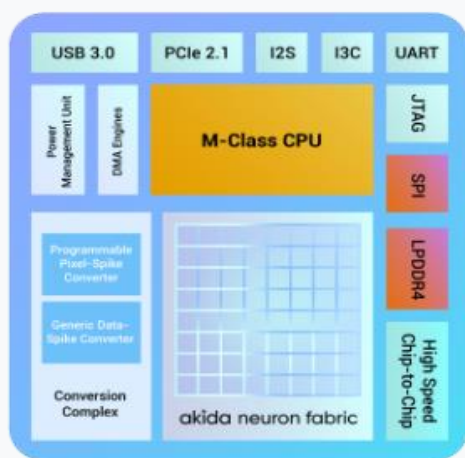 USB 3.0
PCIe 2.1
I2S
I3C
UART
Power
Management Unit
DMA Engines
M-Class CPU
JTAG
SPI
LPDDR4
High Speed
Chip-to-Chip
Programmable
Pixel-Spike
Converter
Generic Data-
Spike Converter
Conversion
Complex
akida neuron fabric